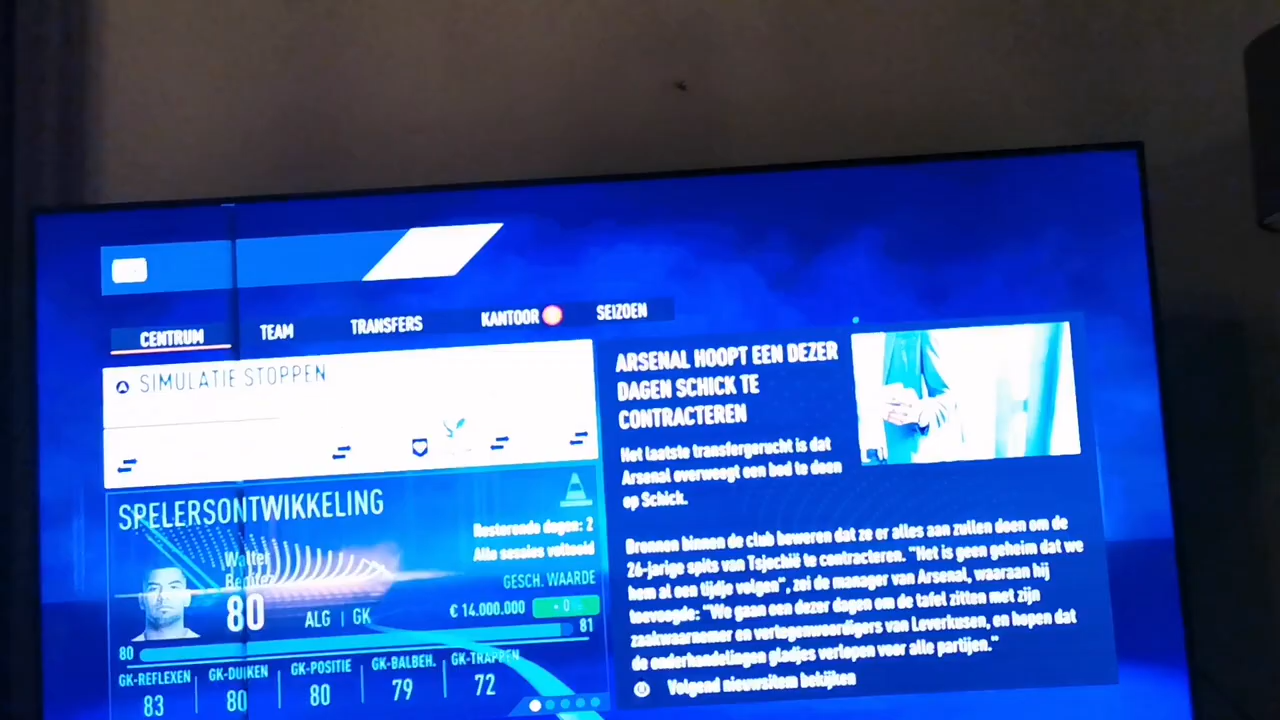 CENTRUM
TEAM
TRANSFERS
KANTOOR
SEIZOEN
SIMULATIE STOPPEN
SPELERSONTWIKKELING
Resterende dagen: 2
Alle sessies voltooid
Walter
Benítez
GESCH. WAARDE
80
ALG | GK
€ 14.000.000
0
80
81
GK-REFLEXEN
GK-DUIKEN
GK-POSITIE
GK-BALBEH.
GK-TRAPPEN
83
80
80
79
72
ARSENAL HOOPT EEN DEZER
DAGEN SCHICK TE
CONTRACTEREN
Het laatste transfergerucht is dat
Arsenal overweegt een bod te doen
op Schick.
Bronnen binnen de club beweren dat ze er alles aan zullen doen om de
26-jarige spits van Tsjechië te contracteren. "Het is geen geheim dat we
hem al een tijdje volgen", zei de manager van Arsenal, waaraan hij
toevoegde: "We gaan een dezer dagen om de tafel zitten met zijn
zaakwaarnemer en vertegenwoordigers van Leverkusen, en hopen dat
de onderhandelingen gladjes verlopen voor alle partijen."
Volgend nieuwsitem bekijken